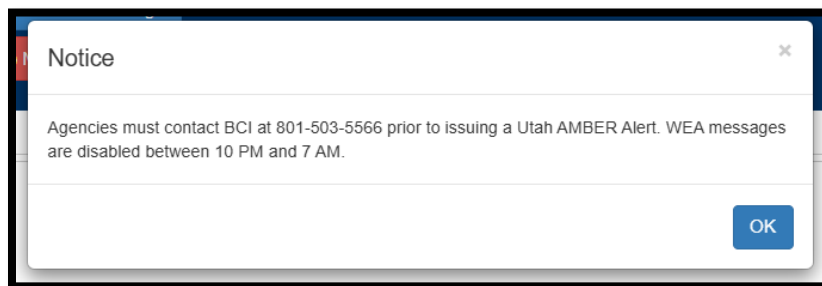 Notice
×
Agencies must contact BCI at 801-503-5566 prior to issuing a Utah AMBER Alert. WEA messages
are disabled between 10 PM and 7 AM.
OK